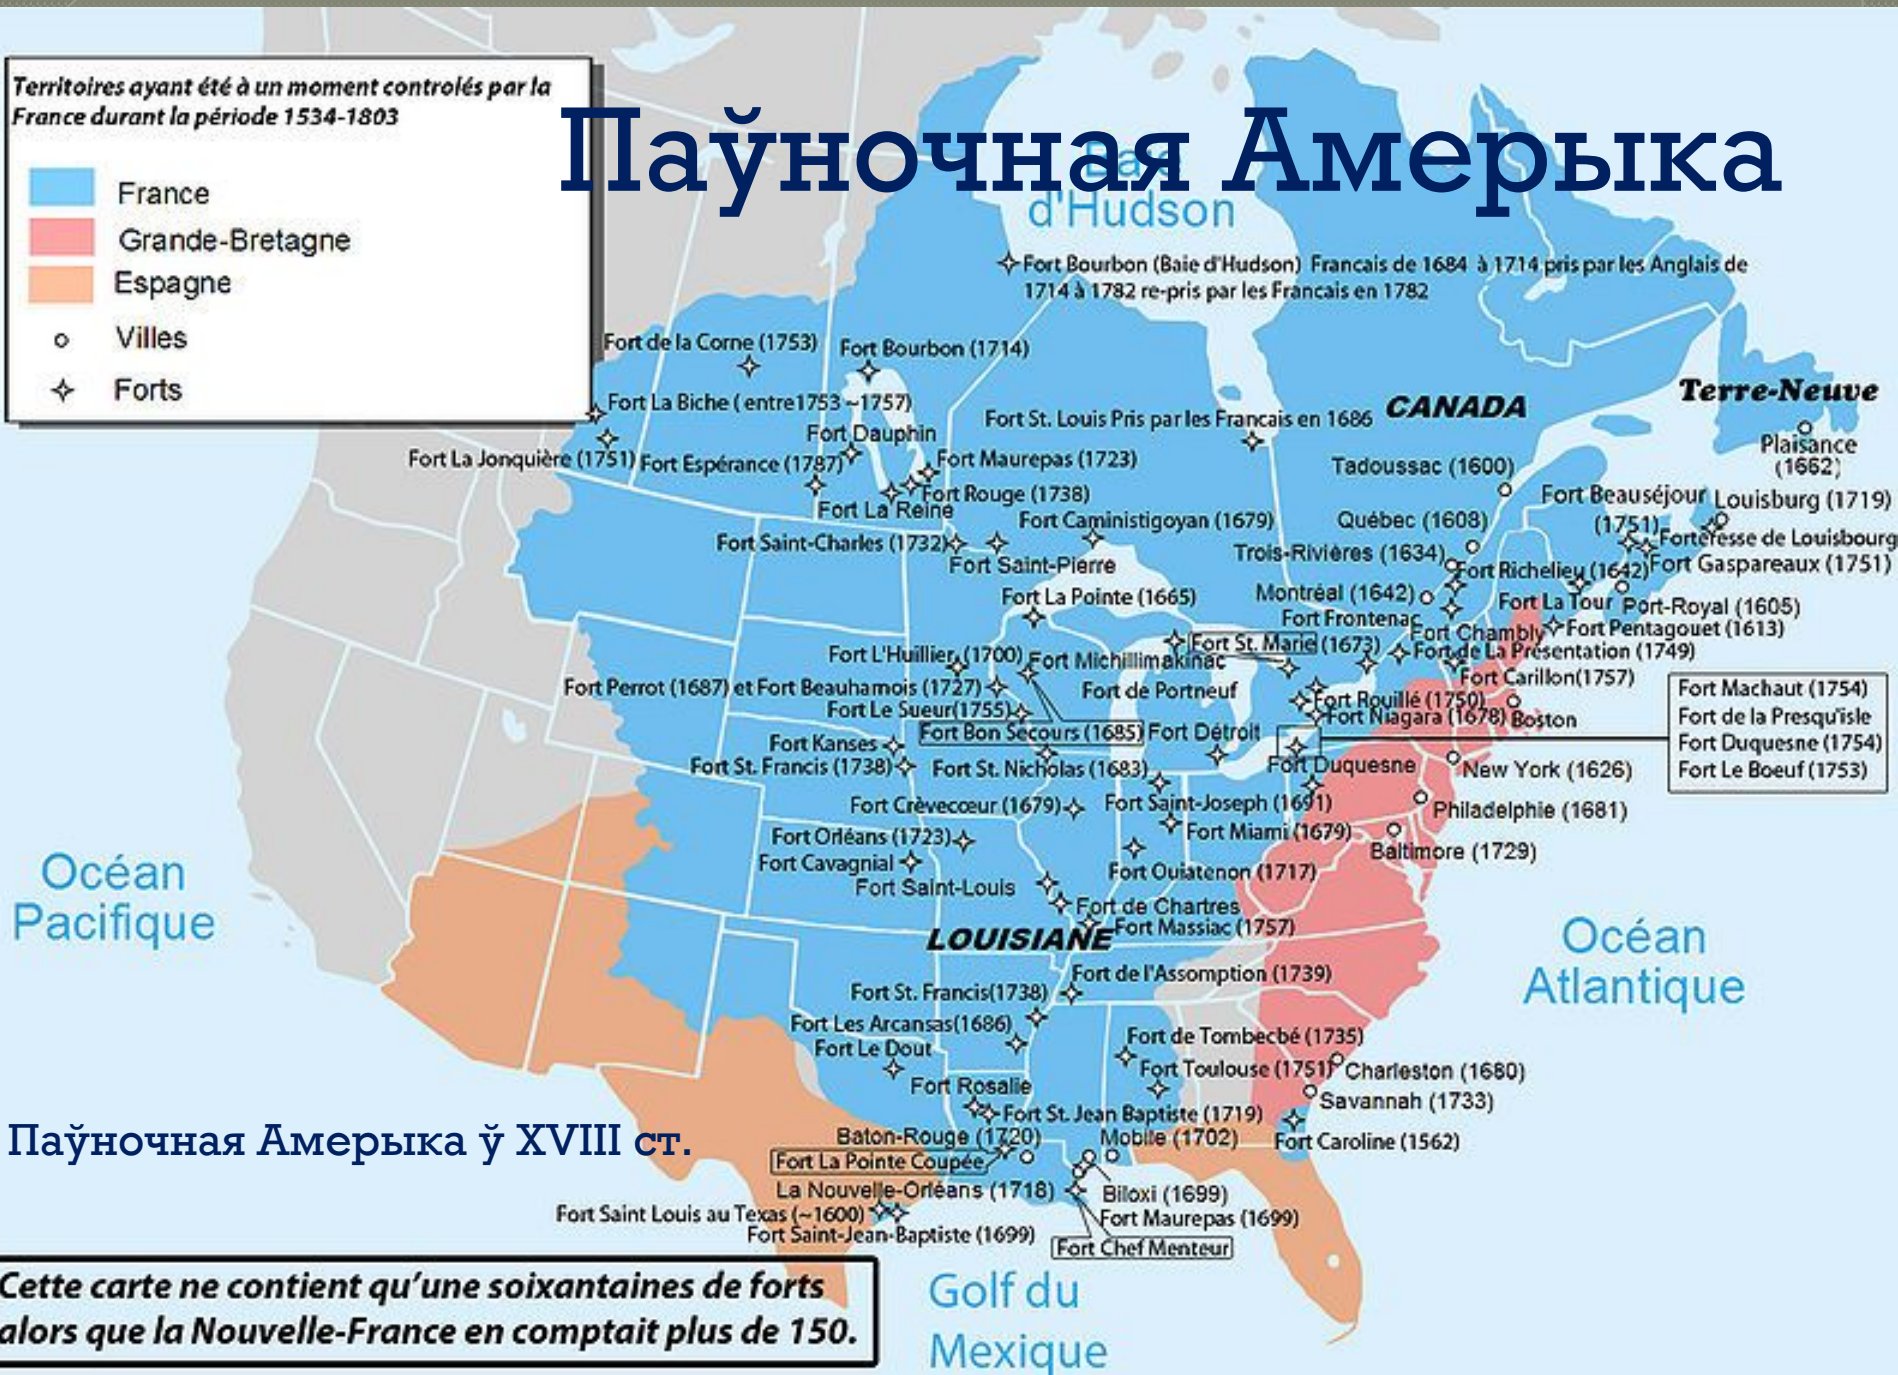 Паўночная Амерыка
Territoires ayant été à un moment controlés par la
France durant la période 1534-1803
France
Grande-Bretagne
Espagne
Villes
Forts
Baie
d'Hudson
Fort Bourbon (Baie d'Hudson) Francais de 1684 à 1714 pris par les Anglais de
1714 à 1782 re-pris par les Francais en 1782
Fort de la Corne (1753)
Fort Bourbon (1714)
Fort La Biche ( entre1753 ~1757)
Fort St. Louis Pris par les Francais en 1686
CANADA
Terre-Neuve
Plaisance
(1662)
Fort Dauphin
Fort La Jonquière (1751)
Fort Espérance (1787)
Fort Maurepas (1723)
Tadoussac (1600)
Fort Rouge (1738)
Fort La Reine
Fort Beauséjour
(1751)
Louisburg (1719)
Fort Caministigoyan (1679)
Québec (1608)
Forteresse de Louisbourg
Fort Saint-Charles (1732)
Fort Saint-Pierre
Trois-Rivières (1634)
Fort Richelieu (1642)
Fort Gaspareaux (1751)
Fort La Pointe (1665)
Montréal (1642)
Fort La Tour
Port-Royal (1605)
Fort Frontenac
Fort Chambly
Fort Pentagouet (1613)
Fort St. Marie (1673)
Fort de La Présentation (1749)
Fort L'Huillier (1700)
Fort Michillimakinac
Fort Carillon(1757)
Fort Perrot (1687) et Fort Beauharnois (1727)
Fort de Portneuf
Fort Rouillé (1750)
Fort Le Sueur(1755)
Fort Niagara (1678)
Boston
Fort Bon Secours (1685)
Fort Détroit
Fort Machaut (1754)
Fort de la Presqu'isle
Fort Duquesne (1754)
Fort Le Boeuf (1753)
Fort Kanses
Fort St. Francis (1738)
Fort St. Nicholas (1683)
Fort Duquesne
New York (1626)
Fort Crèvecœur (1679)
Fort Saint-Joseph (1691)
Philadelphie (1681)
Fort Orléans (1723)
Fort Miami (1679)
Baltimore (1729)
Fort Cavagnial
Fort Ouiatenon (1717)
Fort Saint-Louis
Océan
Pacifique
Fort de Chartres
Fort Massiac (1757)
LOUISIANE
Océan
Atlantique
Fort de l'Assomption (1739)
Fort St. Francis(1738)
Fort Les Arcansas(1686)
Fort de Tombecbé (1735)
Fort Le Dout
Fort Toulouse (1751)
Charleston (1680)
Fort Rosalie
Savannah (1733)
Fort St. Jean Baptiste (1719)
Паўночная Амерыка ў XVIII ст.
Baton-Rouge (1720)
Mobile (1702)
Fort Caroline (1562)
Fort La Pointe Coupée
La Nouvelle-Orléans (1718)
Biloxi (1699)
Fort Saint Louis au Texas (~1600)
Fort Maurepas (1699)
Fort Saint-Jean-Baptiste (1699)
Fort Chef Menteur
Cette carte ne contient qu'une soixantaines de forts
alors que la Nouvelle-France en comptait plus de 150.
Golf du
Mexique